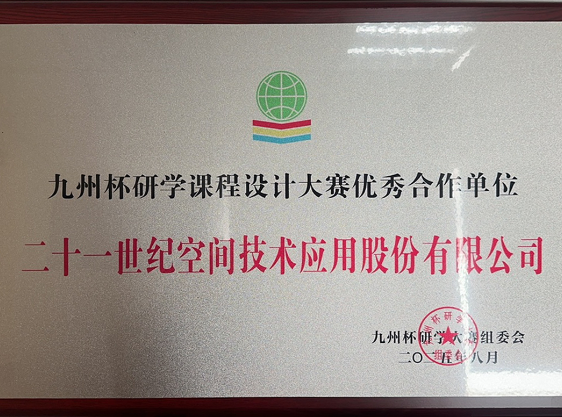 九州杯研学课程设计大赛优秀合作单位
二十一世纪空间技术应用股份有限公司
九州杯研学大赛组委会
二〇二五年八月